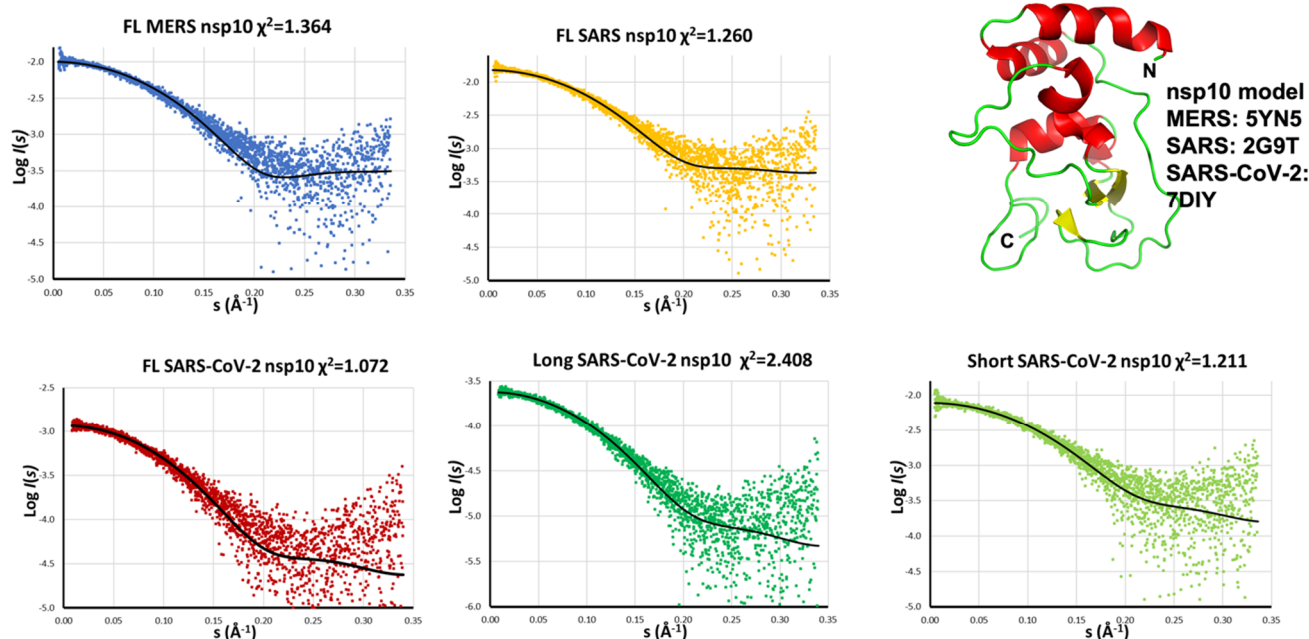 FL MERS nsp10 χ²=1.364
Log I(s)
-2.0
-2.5
-3.0
-3.5
-4.0
-4.5
-5.0
0.00 0.05 0.10 0.15 0.20 0.25 0.30 0.35
s (Å⁻¹)
FL SARS nsp10 χ²=1.260
Log I(s)
-2.0
-2.5
-3.0
-3.5
-4.0
-4.5
-5.0
0.00 0.05 0.10 0.15 0.20 0.25 0.30 0.35
s (Å⁻¹)
N
C
nsp10 model
MERS: 5YN5
SARS: 2G9T
SARS-CoV-2:
7DIY
FL SARS-CoV-2 nsp10 χ²=1.072
Log I(s)
-2.5
-3.0
-3.5
-4.0
-4.5
-5.0
0.00 0.05 0.10 0.15 0.20 0.25 0.30 0.35
s (Å⁻¹)
Long SARS-CoV-2 nsp10 χ²=2.408
Log I(s)
-3.5
-4.0
-4.5
-5.0
-5.5
-6.0
0.00 0.05 0.10 0.15 0.20 0.25 0.30 0.35
s (Å⁻¹)
Short SARS-CoV-2 nsp10 χ²=1.211
Log I(s)
-2.0
-2.5
-3.0
-3.5
-4.0
-4.5
-5.0
0.00 0.05 0.10 0.15 0.20 0.25 0.30 0.35
s (Å⁻¹)